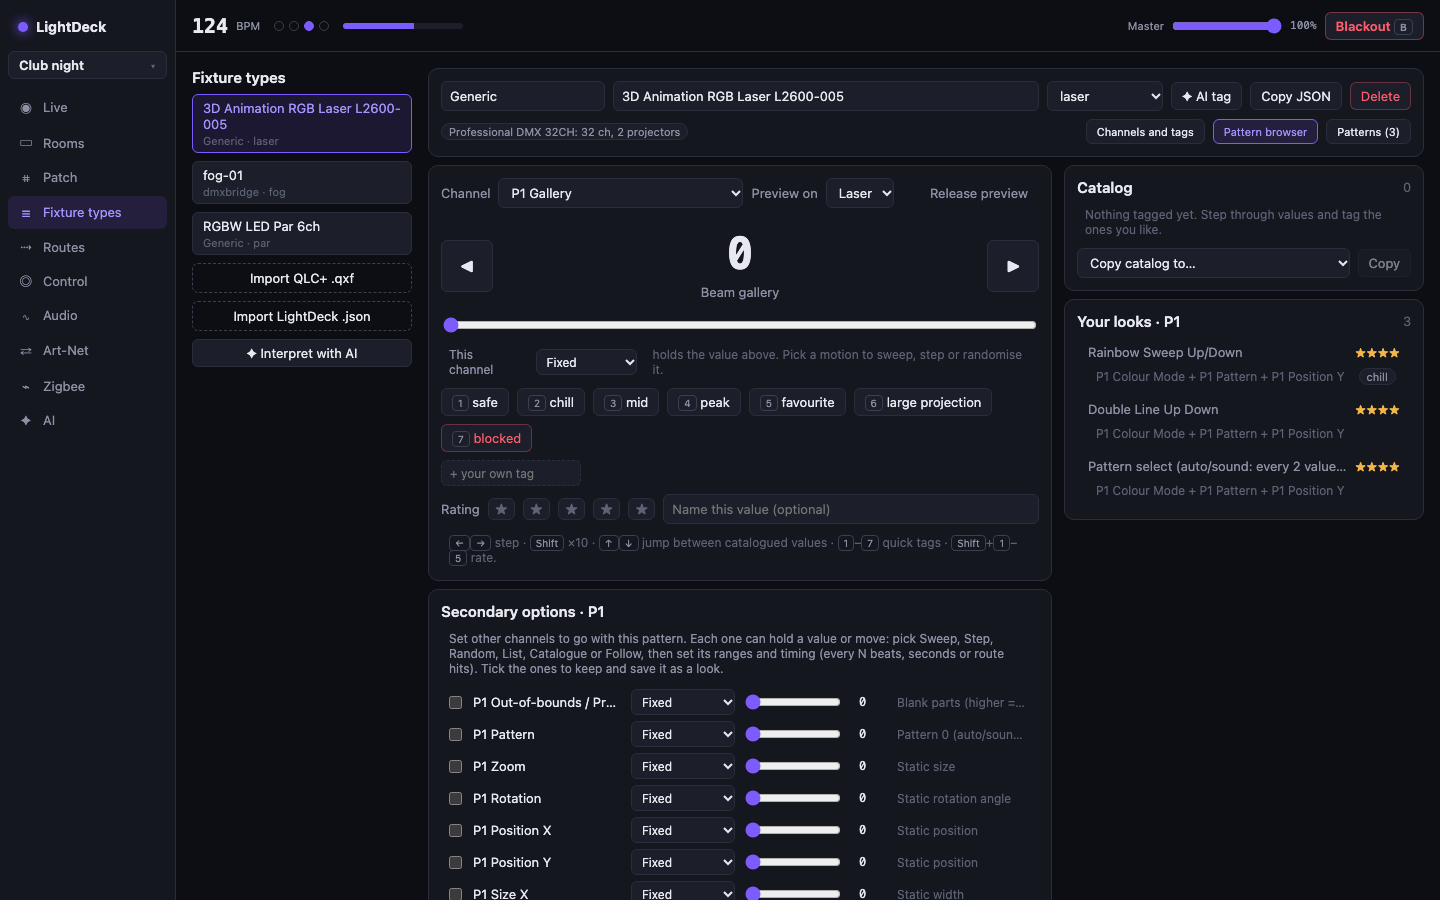 LightDeck
Club night
Live
Rooms
Patch
Fixture types
Routes
Control
Audio
Art-Net
Zigbee
AI
124 BPM
Master 100% Blackout B
Fixture types
3D Animation RGB Laser L2600-
005
Generic · laser
fog-01
dmxbridge · fog
RGBW LED Par 6ch
Generic · par
Import QLC+ .qxf
Import LightDeck .json
✦ Interpret with AI
Generic 3D Animation RGB Laser L2600-005 laser ✦ AI tag Copy JSON Delete
Professional DMX 32CH: 32 ch, 2 projectors Channels and tags Pattern browser Patterns (3)
Channel P1 Gallery Preview on Laser Release preview
◀ 0 ▶
Beam gallery
This
channel Fixed holds the value above. Pick a motion to sweep, step or randomise
it.
1 safe 2 chill 3 mid 4 peak 5 favourite 6 large projection
7 blocked
+ your own tag
Rating ★ ★ ★ ★ ★ Name this value (optional)
← → step · Shift ×10 · ↑ ↓ jump between catalogued values · 1–7 quick tags · Shift+1–
5 rate.
Secondary options · P1
Set other channels to go with this pattern. Each one can hold a value or move: pick Sweep, Step,
Random, List, Catalogue or Follow, then set its ranges and timing (every N beats, seconds or route
hits). Tick the ones to keep and save it as a look.
P1 Out-of-bounds / Pr... Fixed 0 Blank parts (higher =...
P1 Pattern Fixed 0 Pattern 0 (auto/soun...
P1 Zoom Fixed 0 Static size
P1 Rotation Fixed 0 Static rotation angle
P1 Position X Fixed 0 Static position
P1 Position Y Fixed 0 Static position
P1 Size X Fixed 0 Static width
Catalog 0
Nothing tagged yet. Step through values and tag the
ones you like.
Copy catalog to... Copy
Your looks · P1 3
Rainbow Sweep Up/Down ★★★★
P1 Colour Mode + P1 Pattern + P1 Position Y chill
Double Line Up Down ★★★★
P1 Colour Mode + P1 Pattern + P1 Position Y
Pattern select (auto/sound: every 2 value... ★★★★
P1 Colour Mode + P1 Pattern + P1 Position Y